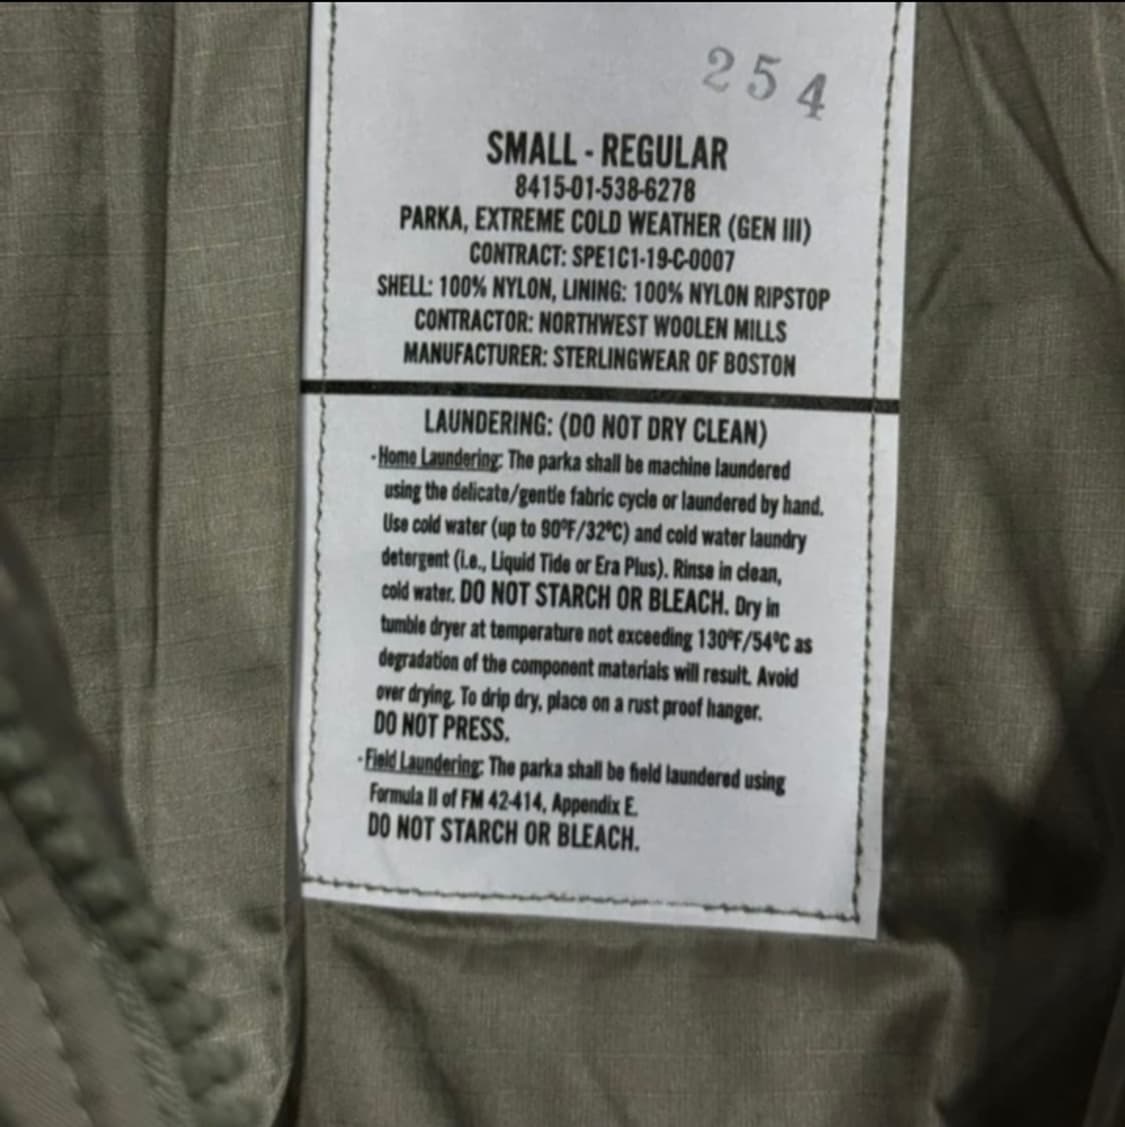 254
SMALL - REGULAR
8415-01-538-6278
PARKA, EXTREME COLD WEATHER (GEN III)
CONTRACT: SPE1C1-19-C-0007
SHELL: 100% NYLON, LINING: 100% NYLON RIPSTOP
CONTRACTOR: NORTHWEST WOOLEN MILLS
MANUFACTURER: STERLINGWEAR OF BOSTON
LAUNDERING: (DO NOT DRY CLEAN)
-Home Laundering: The parka shall be machine laundered
using the delicate/gentle fabric cycle or laundered by hand.
Use cold water (up to 90ºF/32ºC) and cold water laundry
detergent (i.e., Liquid Tide or Era Plus). Rinse in clean,
cold water. DO NOT STARCH OR BLEACH. Dry in
tumble dryer at temperature not exceeding 130ºF/54ºC as
degradation of the component materials will result. Avoid
over drying. To drip dry, place on a rust proof hanger.
DO NOT PRESS.
-Field Laundering: The parka shall be field laundered using
Formula II of FM 42-414, Appendix E.
DO NOT STARCH OR BLEACH.